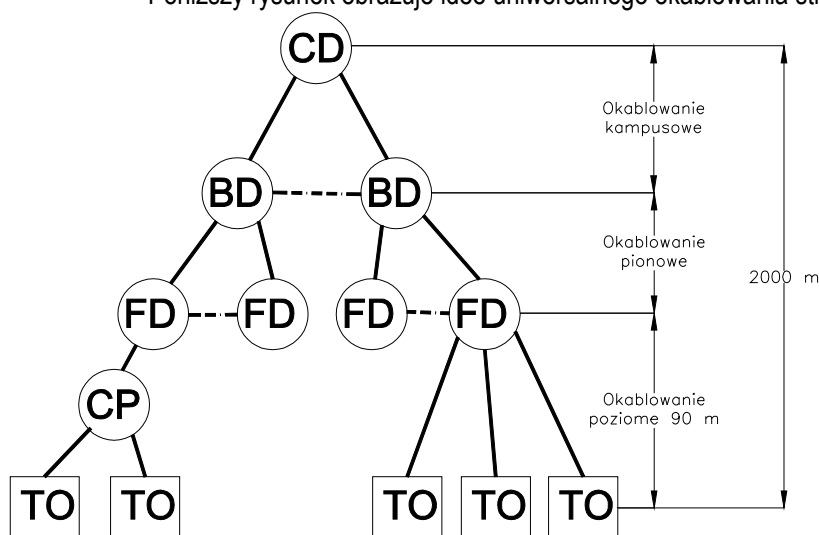 Poniższy rysunek obrazuje ideę uniwersalnego okablowania
CD
Okablowanie
kampusowe
BD BD
Okablowanie
pionowe
2000 m
FD FD FD FD
CP
Okablowanie
poziome 90 m
TO TO TO TO TO